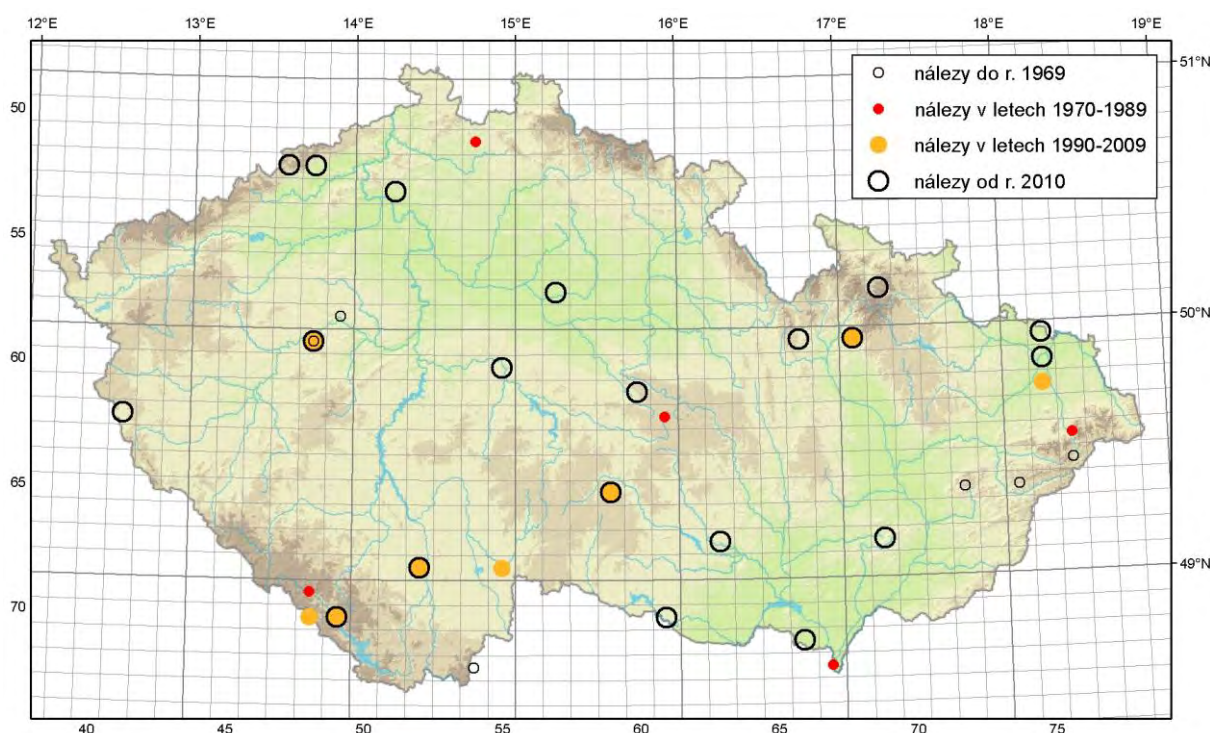 12°E 13°E 14°E 15°E 16°E 17°E 18°E 19°E
51°N
nálezy do r. 1969
nálezy v letech 1970-1989
nálezy v letech 1990-2009
nálezy od r. 2010
50
55
50°N
60
65
49°N
70
40 45 50 55 60 65 70 75